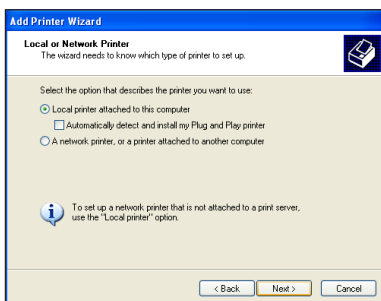 Add Printer Wizard
Local or Network Printer
The wizard needs to know which type of printer to set up.
Select the option that describes the printer you want to use:
Local printer attached to this computer
Automatically detect and install my Plug and Play printer
A network printer, or a printer attached to another computer
To set up a network printer that is not attached to a print server,
use the "Local printer" option.
< Back Next > Cancel